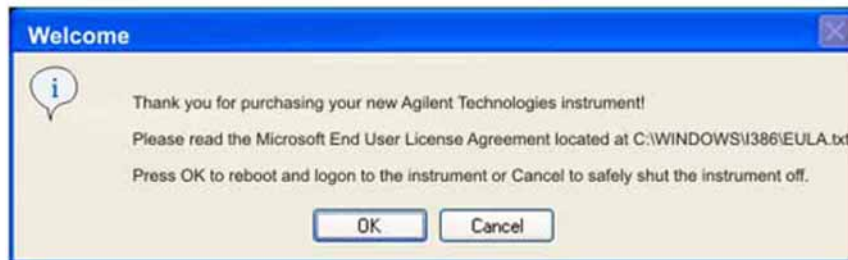 Welcome
Thank you for purchasing your new Agilent Technologies instrument!
Please read the Microsoft End User License Agreement located at C:\WINDOWS\I386\EULA.txt
Press OK to reboot and logon to the instrument or Cancel to safely shut the instrument off.
OK
Cancel